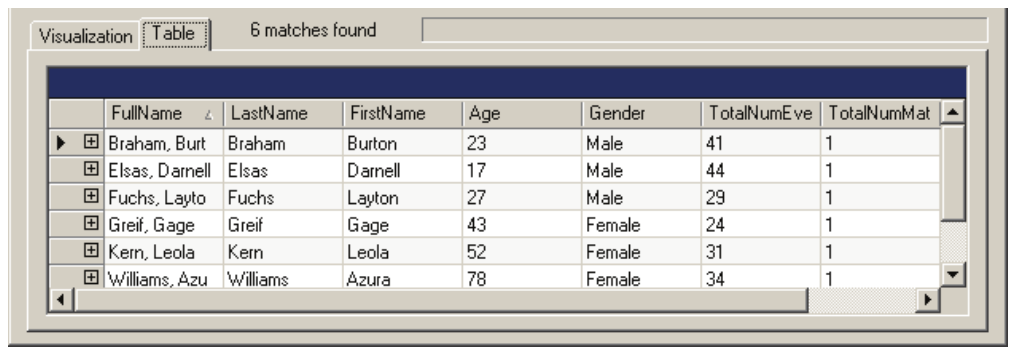 Visualization Table 6 matches found
FullName LastName FirstName Age Gender TotalNumEve TotalNumMat
Braham, Burt Braham Burton 23 Male 41 1
Elsas, Darnell Elsas Darnell 17 Male 44 1
Fuchs, Layto Fuchs Layton 27 Male 29 1
Greif, Gage Greif Gage 43 Female 24 1
Kern, Leola Kern Leola 52 Female 31 1
Williams, Azu Williams Azura 78 Female 34 1